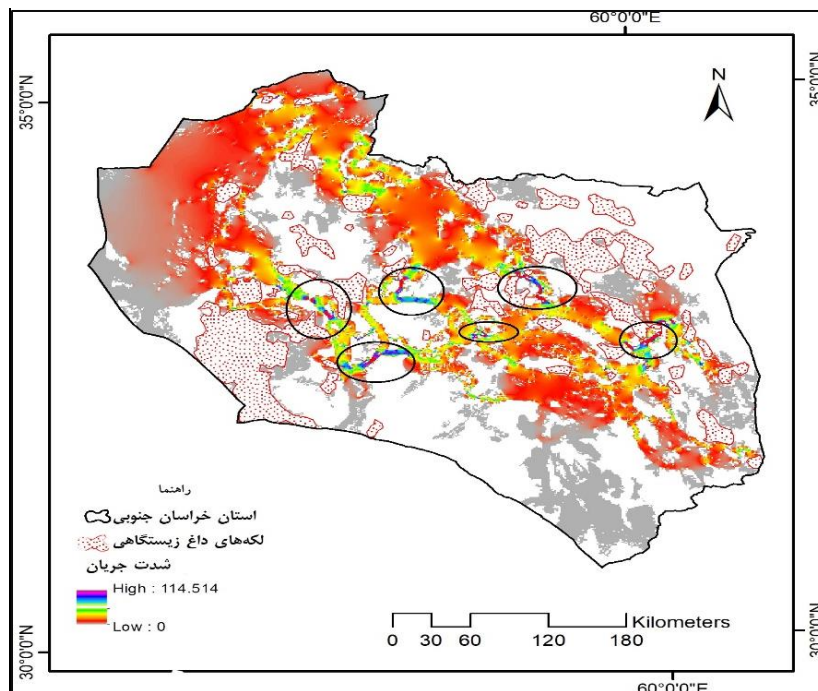 60°0'0"E
35°0'0"N
35°0'0"N
N
راهنما
استان خراسان جنوبی
لکه‌های داغ زیستگاهی
شدت جریان
High : 114.514
Low : 0
Kilometers
0 30 60 120 180
30°0'0"N
30°0'0"N
60°0'0"E